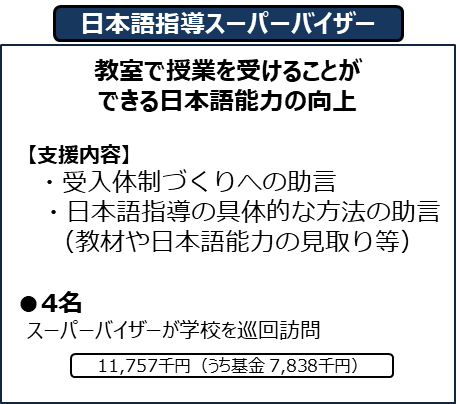 日本語指導スーパーバイザー
教室で授業を受けることが
できる日本語能力の向上
【支援内容】
・受入体制づくりへの助言
・日本語指導の具体的な方法の助言
（教材や日本語能力の見取り等）
●４名
スーパーバイザーが学校を巡回訪問
11,757千円（うち基金 7,838千円）